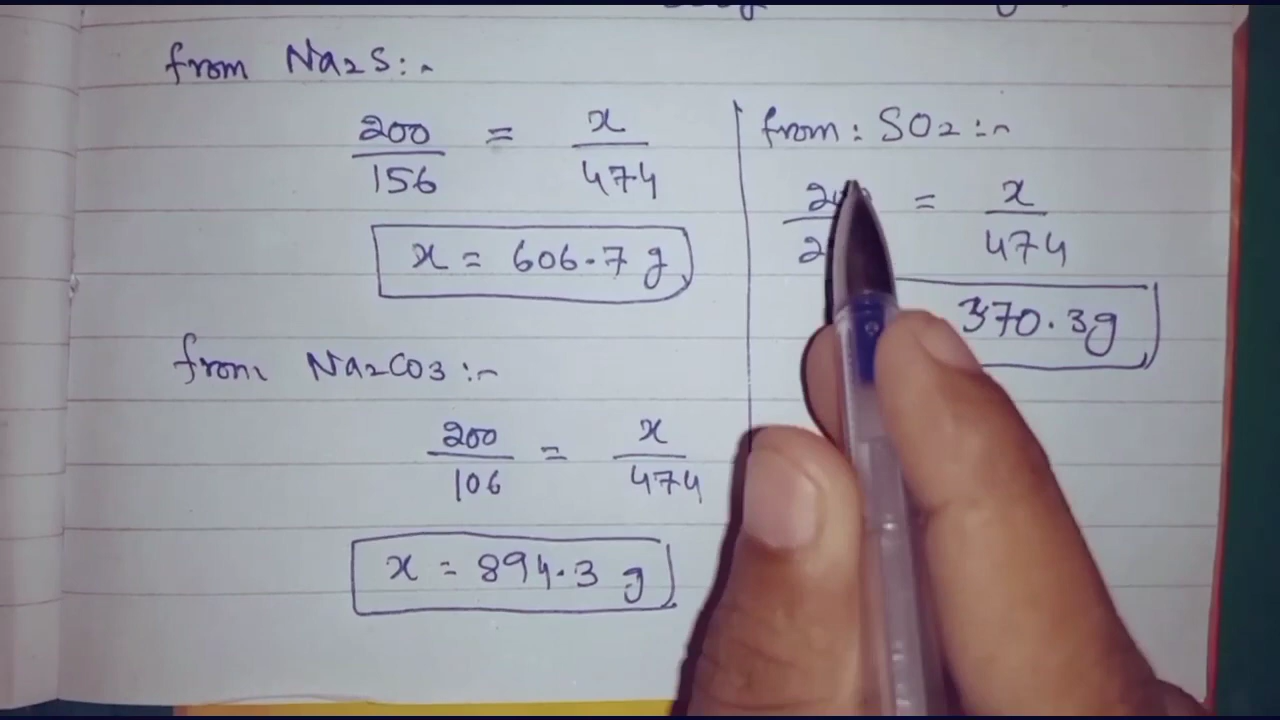 from Na2S:-
200/156 = x/474
x = 606.7 g
from Na2CO3:-
200/106 = x/474
x = 894.3 g
from: SO2:-
= x/474
370.3g